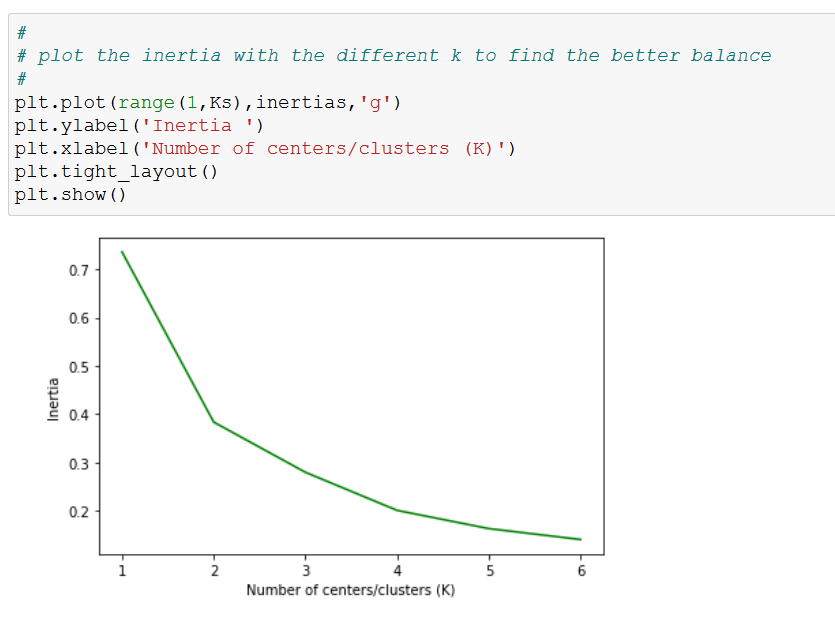 #
# plot the inertia with the different k to find the better balance
#
plt.plot(range(1,Ks),inertias,'g')
plt.ylabel('Inertia ')
plt.xlabel('Number of centers/clusters (K)')
plt.tight_layout()
plt.show()
0.7
0.6
0.5
0.4
0.3
0.2
Inertia
1 2 3 4 5 6
Number of centers/clusters (K)